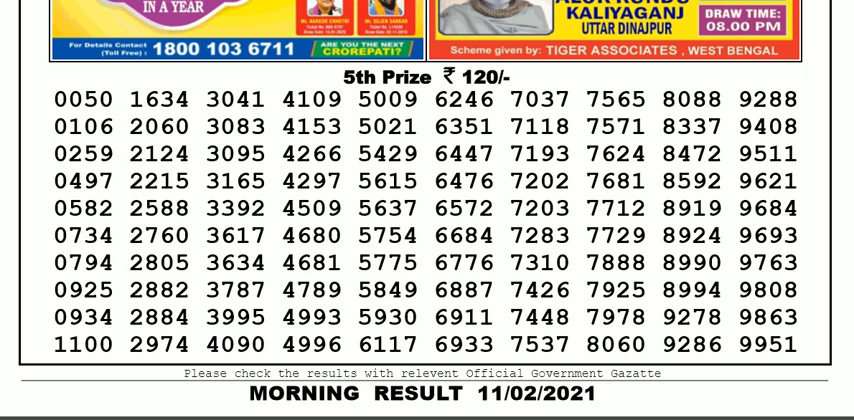 IN A YEAR
Mr. NARESH CHHETRI
For Details Contact (Toll Free) : 1800 103 6711
ARE YOU THE NEXT CROREPATI?
KALIYAGANJ
UTTAR DINAJPUR
DRAW TIME:
08.00 PM
Scheme given by: TIGER ASSOCIATES , WEST BENGAL
5th Prize ₹ 120/-
0050 1634 3041 4109 5009 6246 7037 7565 8088 9288
0106 2060 3083 4153 5021 6351 7118 7571 8337 9408
0259 2124 3095 4266 5429 6447 7193 7624 8472 9511
0497 2215 3165 4297 5615 6476 7202 7681 8592 9621
0582 2588 3392 4509 5637 6572 7203 7712 8919 9684
0734 2760 3617 4680 5754 6684 7283 7729 8924 9693
0794 2805 3634 4681 5775 6776 7310 7888 8990 9763
0925 2882 3787 4789 5849 6887 7426 7925 8994 9808
0934 2884 3995 4993 5930 6911 7448 7978 9278 9863
1100 2974 4090 4996 6117 6933 7537 8060 9286 9951
Please check the results with relevent Official Government Gazatte
MORNING RESULT 11/02/2021